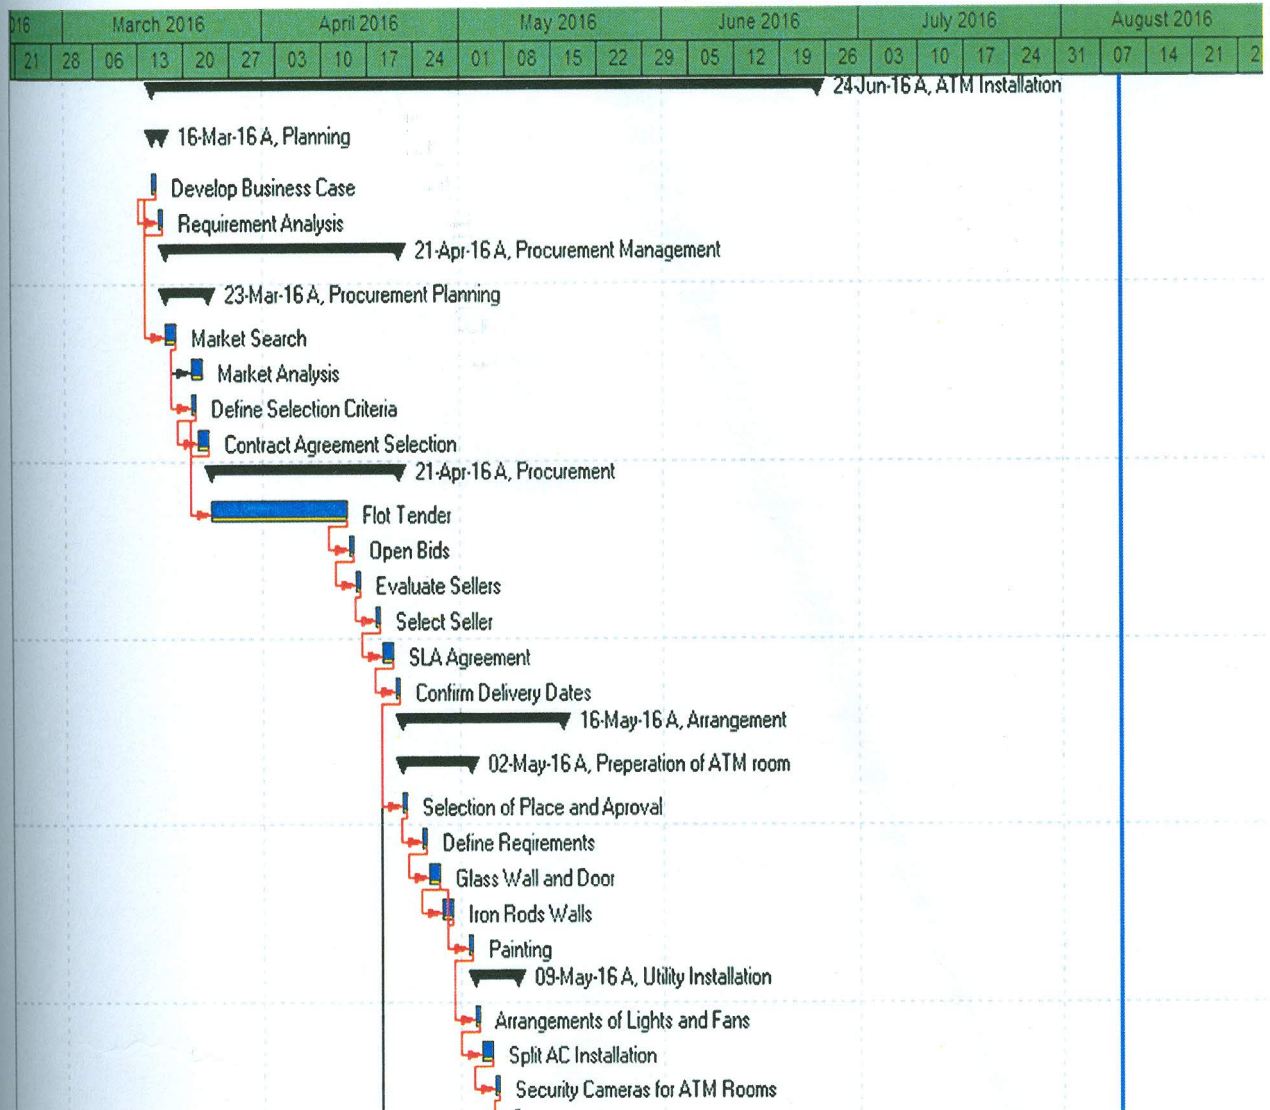 016 March 2016 April 2016 May 2016 June 2016 July 2016 August 2016
21 28 06 13 20 27 03 10 17 24 01 08 15 22 29 05 12 19 26 03 10 17 24 31 07 14 21 2
24-Jun-16 A, ATM Installation
16-Mar-16 A, Planning
Develop Business Case
Requirement Analysis
21-Apr-16 A, Procurement Management
23-Mar-16 A, Procurement Planning
Market Search
Market Analysis
Define Selection Criteria
Contract Agreement Selection
21-Apr-16 A, Procurement
Flot Tender
Open Bids
Evaluate Sellers
Select Seller
SLA Agreement
Confirm Delivery Dates
16-May-16 A, Arrangement
02-May-16 A, Preperation of ATM room
Selection of Place and Aproval
Define Reqirements
Glass Wall and Door
Iron Rods Walls
Painting
09-May-16 A, Utility Installation
Arrangements of Lights and Fans
Split AC Installation
Security Cameras for ATM Rooms